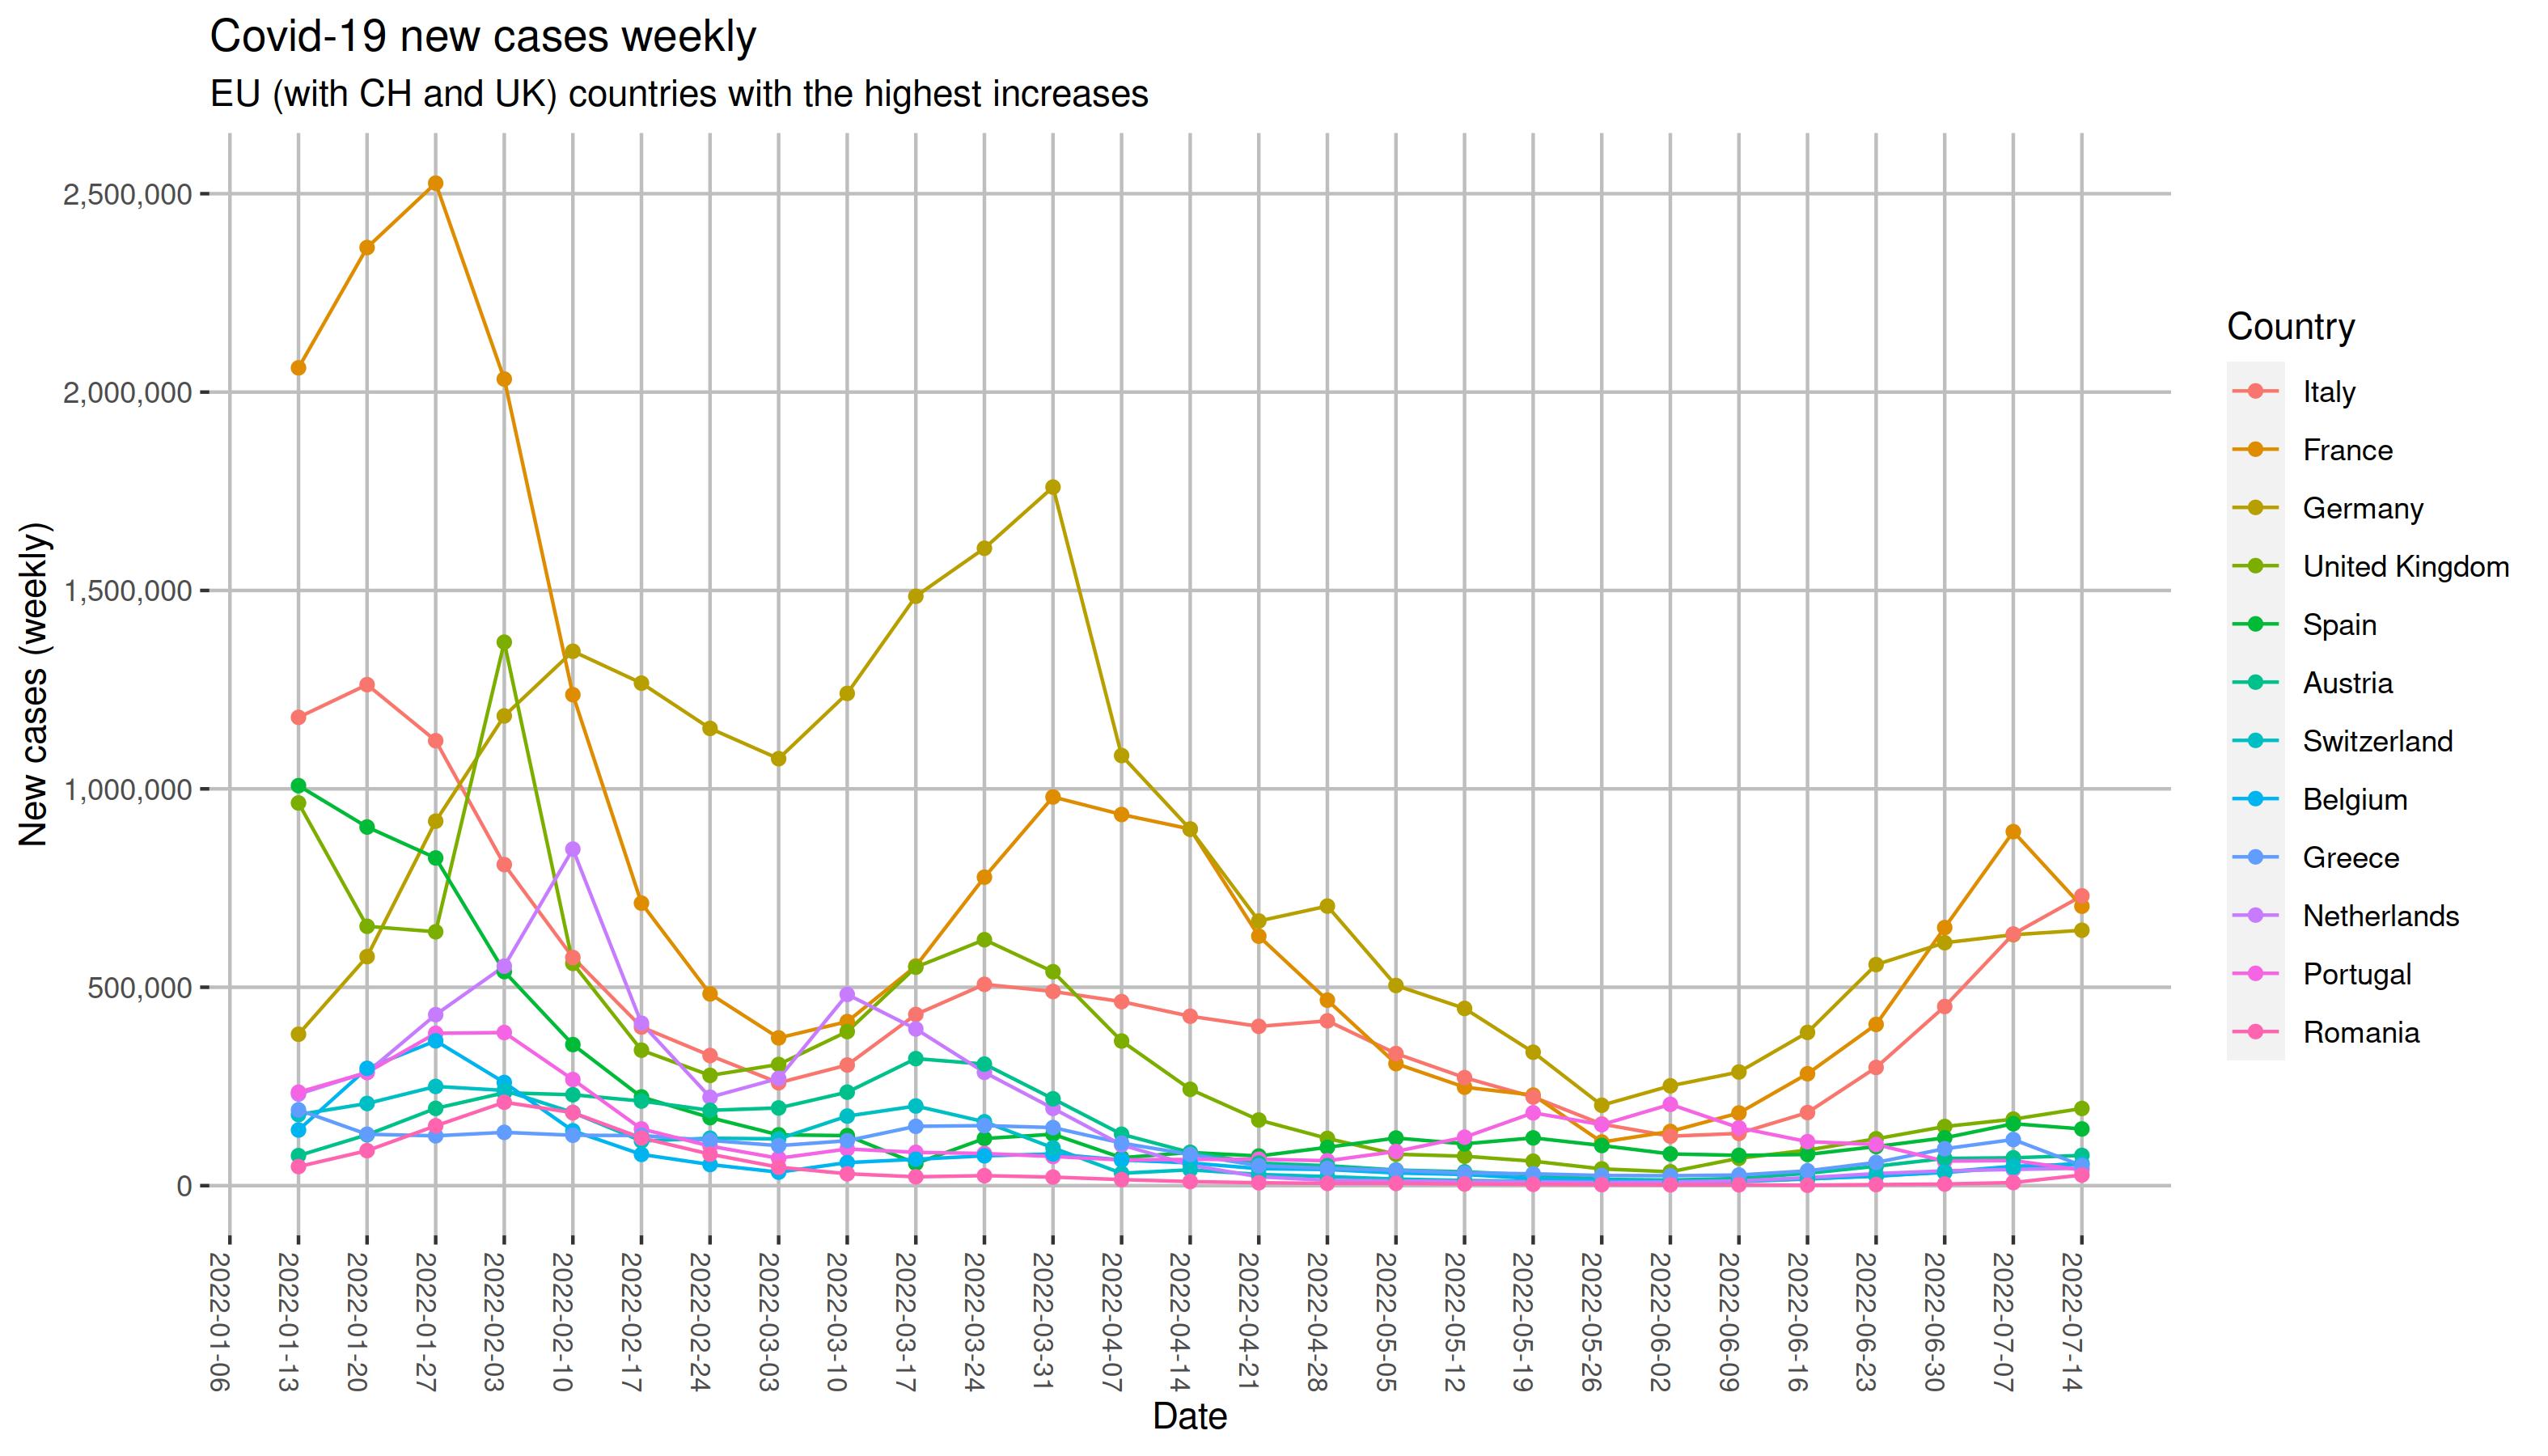 Covid-19 new cases weekly
EU (with CH and UK) countries with the highest increases
New cases (weekly)
2,500,000
2,000,000
1,500,000
1,000,000
500,000
0
2022-01-06
2022-01-13
2022-01-20
2022-01-27
2022-02-03
2022-02-10
2022-02-17
2022-02-24
2022-03-03
2022-03-10
2022-03-17
2022-03-24
2022-03-31
2022-04-07
2022-04-14
2022-04-21
2022-04-28
2022-05-05
2022-05-12
2022-05-19
2022-05-26
2022-06-02
2022-06-09
2022-06-16
2022-06-23
2022-06-30
2022-07-07
2022-07-14
Date
Country
Italy
France
Germany
United Kingdom
Spain
Austria
Switzerland
Belgium
Greece
Netherlands
Portugal
Romania